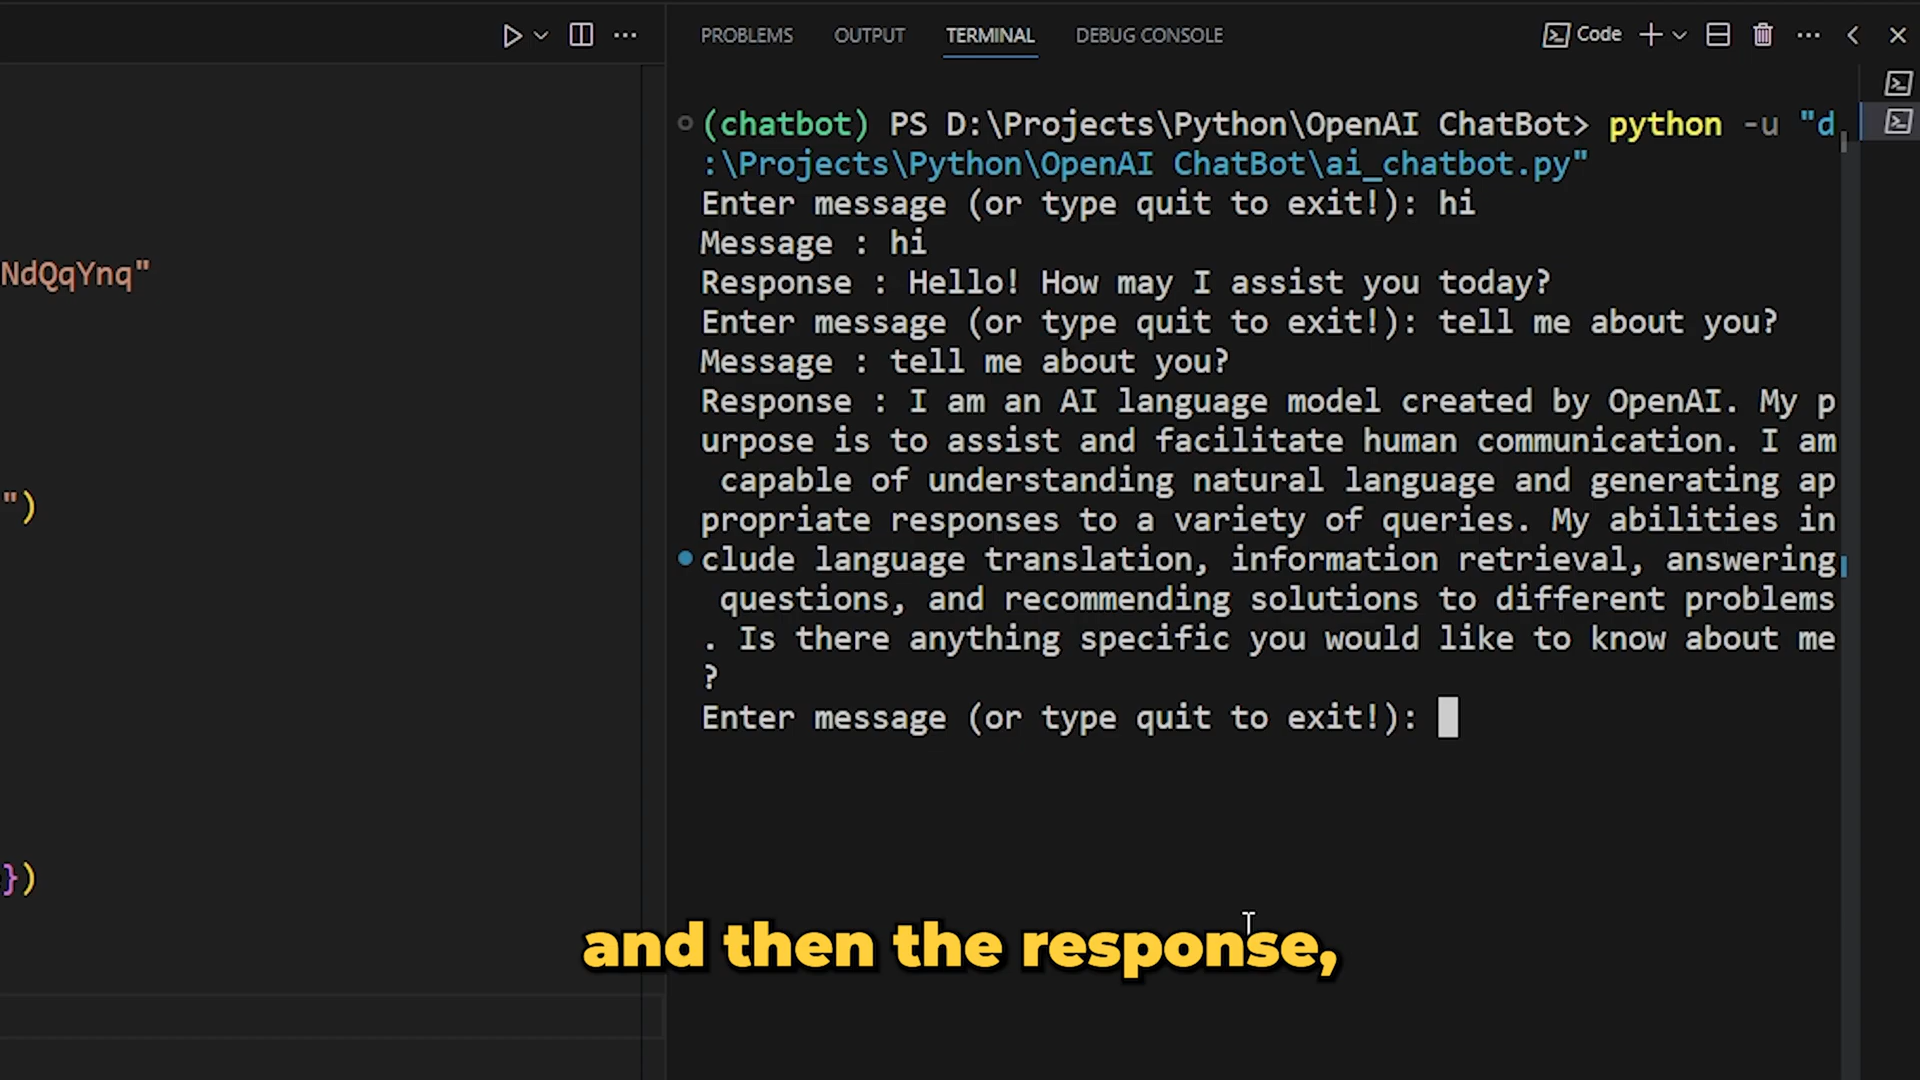 PROBLEMS OUTPUT TERMINAL DEBUG CONSOLE Code
(chatbot) PS D:\Projects\Python\OpenAI ChatBot> python -u "d
:\Projects\Python\OpenAI ChatBot\ai_chatbot.py"
Enter message (or type quit to exit!): hi
Message : hi
NdQqYnq"
Response : Hello! How may I assist you today?
Enter message (or type quit to exit!): tell me about you?
Message : tell me about you?
Response : I am an AI language model created by OpenAI. My p
urpose is to assist and facilitate human communication. I am
 capable of understanding natural language and generating ap
")
propriate responses to a variety of queries. My abilities in
clude language translation, information retrieval, answering
 questions, and recommending solutions to different problems
. Is there anything specific you would like to know about me
?
Enter message (or type quit to exit!):
})
and then the response,